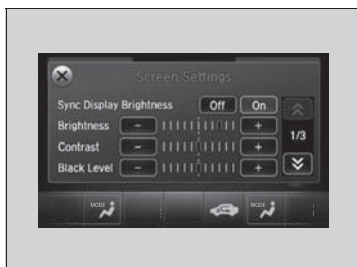 Screen Settings
Sync Display Brightness Off On
Brightness - +
Contrast - +
Black Level - +
1/3
MODE MODE